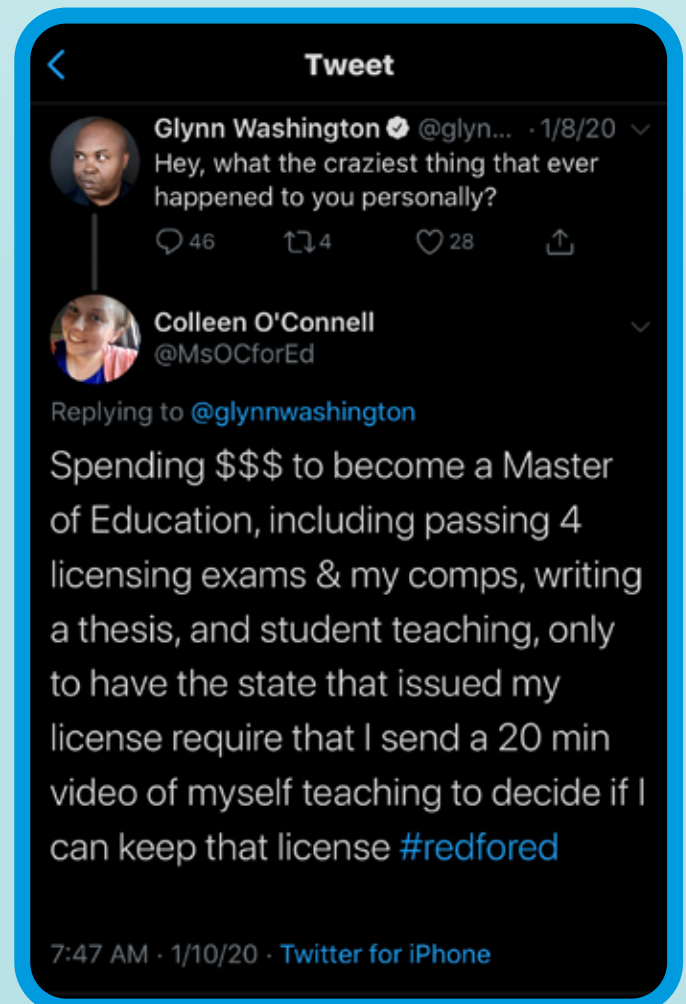 Tweet
Glynn Washington @glyn... · 1/8/20
Hey, what the craziest thing that ever
happened to you personally?
46 4 28
Colleen O'Connell
@MsOCforEd
Replying to @glynnwashington
Spending $$$ to become a Master
of Education, including passing 4
licensing exams & my comps, writing
a thesis, and student teaching, only
to have the state that issued my
license require that I send a 20 min
video of myself teaching to decide if I
can keep that license #redfored
7:47 AM · 1/10/20 · Twitter for iPhone